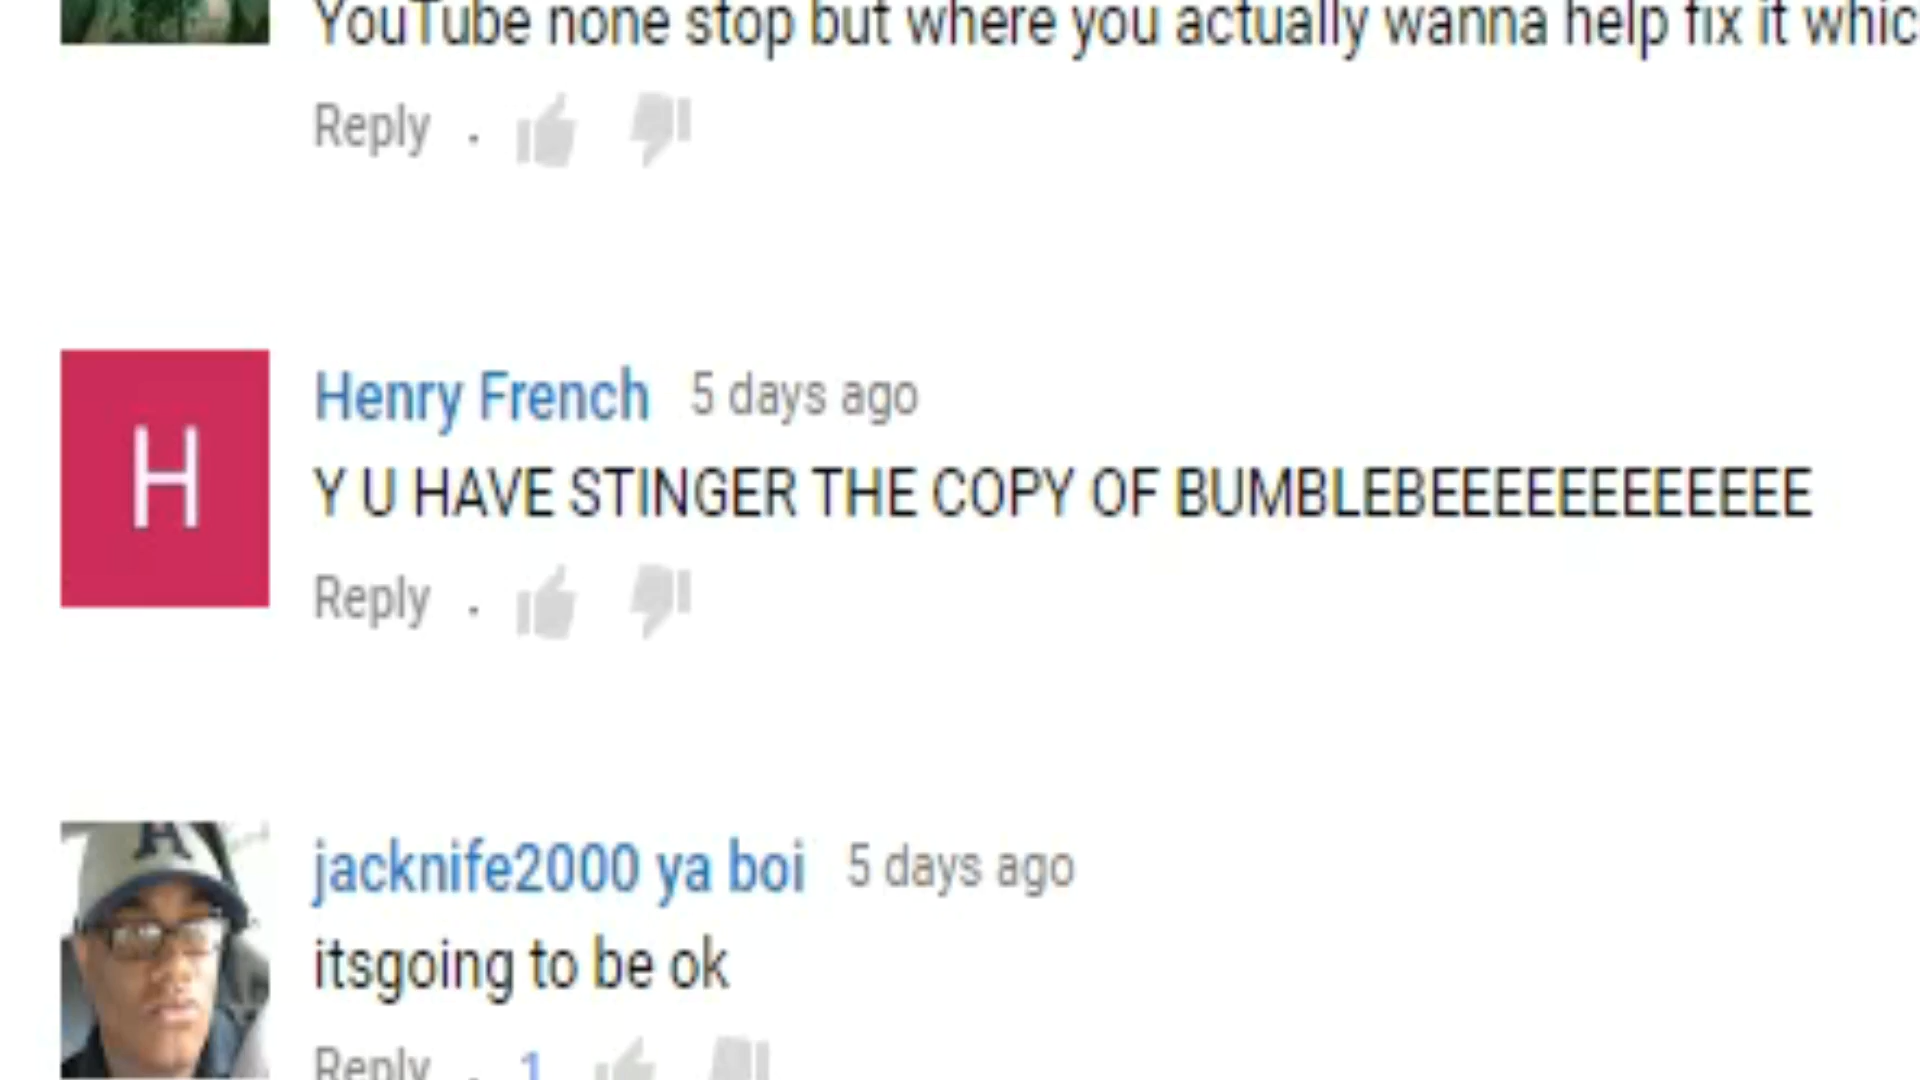 YouTube none stop but where you actually wanna help fix it whic
Reply .
H
Henry French 5 days ago
Y U HAVE STINGER THE COPY OF BUMBLEBEEEEEEEEEEEEE
Reply .
A
jacknife2000 ya boi 5 days ago
itsgoing to be ok
Reply . 1